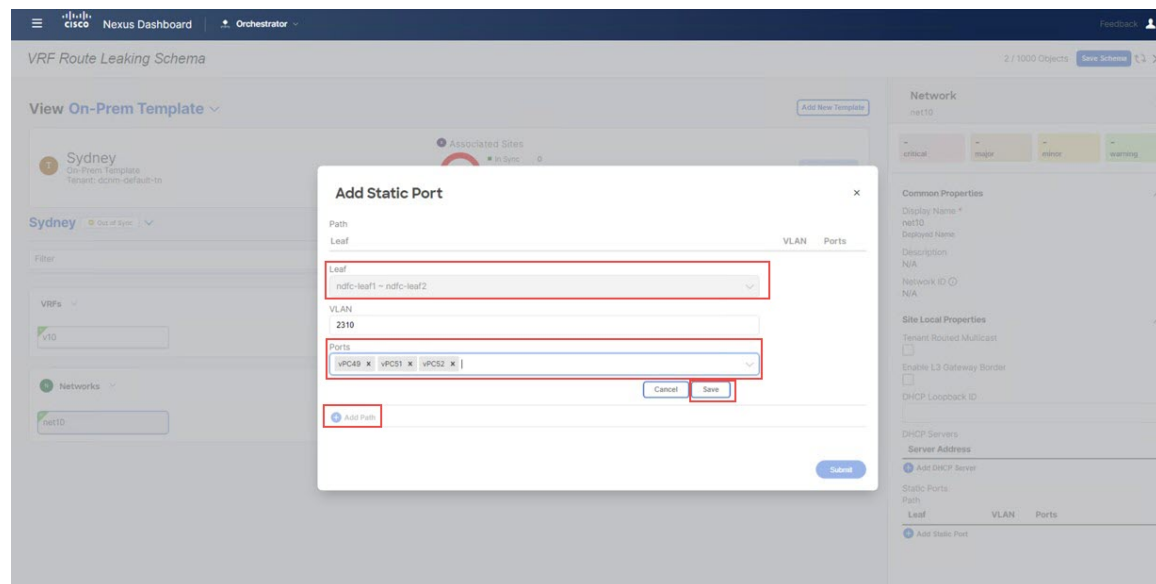 cisco Nexus Dashboard Orchestrator Feedback
VRF Route Leaking Schema 2 / 1000 Objects Save Schema
View On-Prem Template Add New Template
Sydney
On-Prem Template
Tenant: dcnm-default-tn
Associated Sites
In Sync 0
Sydney Out of Sync
Filter
VRFs
v10
Networks
net10
Add Static Port
Path
Leaf VLAN Ports
Leaf
ndfc-leaf1 ~ ndfc-leaf2
VLAN
2310
Ports
vPC49 × vPC51 × vPC52 ×
Cancel Save
Add Path
Submit
Network
net10
critical major minor warning
Common Properties
Display Name *
net10
Deployed Name
Description
N/A
Network ID
N/A
Site Local Properties
Tenant Routed Multicast
Enable L3 Gateway Border
DHCP Loopback ID
DHCP Servers
Server Address
Add DHCP Server
Static Ports
Path
Leaf VLAN Ports
Add Static Port